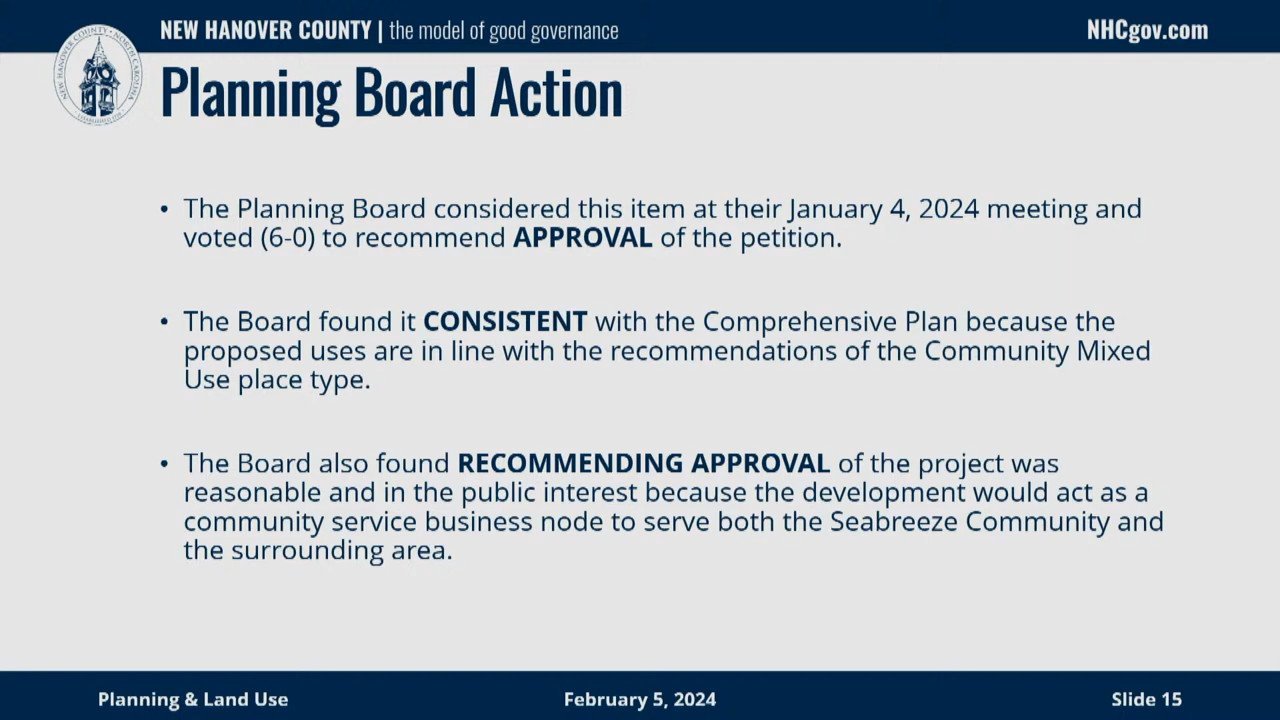 NEW HANOVER COUNTY | the model of good governance
NHCgov.com
NEW HANOVER COUNTY • NORTH CAROLINA
Planning Board Action
• The Planning Board considered this item at their January 4, 2024 meeting and
voted (6-0) to recommend APPROVAL of the petition.
• The Board found it CONSISTENT with the Comprehensive Plan because the
proposed uses are in line with the recommendations of the Community Mixed
Use place type.
• The Board also found RECOMMENDING APPROVAL of the project was
reasonable and in the public interest because the development would act as a
community service business node to serve both the Seabreeze Community and
the surrounding area.
Planning & Land Use
February 5, 2024
Slide 15